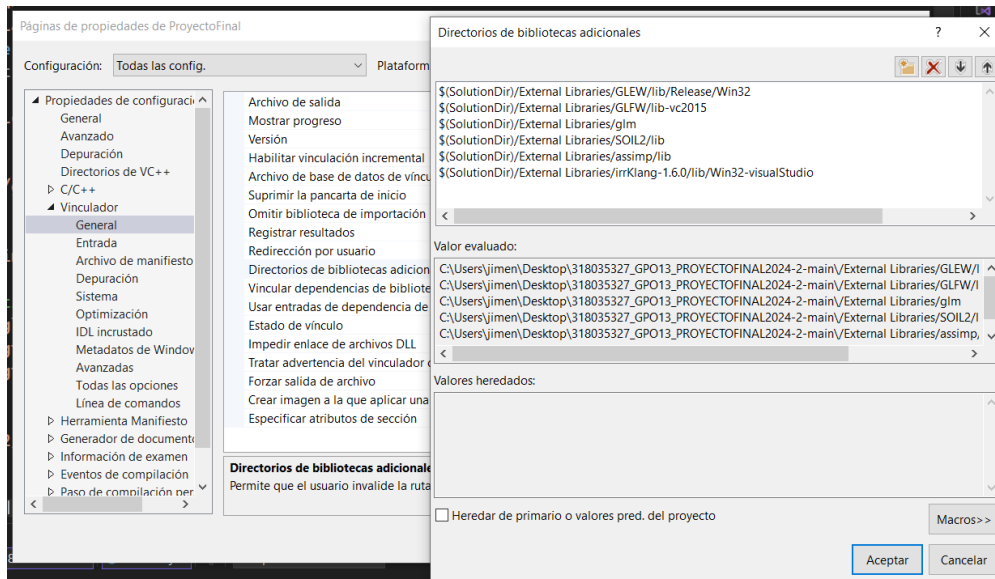 Páginas de propiedades de ProyectoFinal
Configuración: Todas las config. Plataform
Propiedades de configuraci
General
Avanzado
Depuración
Directorios de VC++
C/C++
Vinculador
General
Entrada
Archivo de manifiesto
Depuración
Sistema
Optimización
IDL incrustado
Metadatos de Window
Avanzadas
Todas las opciones
Línea de comandos
Herramienta Manifiesto
Generador de document
Información de examen
Eventos de compilación
Paso de compilación per
Archivo de salida
Mostrar progreso
Versión
Habilitar vinculación incremental
Archivo de base de datos de víncu
Suprimir la pancarta de inicio
Omitir biblioteca de importación
Registrar resultados
Redirección por usuario
Directorios de bibliotecas adicion
Vincular dependencias de bibliote
Usar entradas de dependencia de
Estado de vínculo
Impedir enlace de archivos DLL
Tratar advertencia del vinculador
Forzar salida de archivo
Crear imagen a la que aplicar una
Especificar atributos de sección
Directorios de bibliotecas adicionale
Permite que el usuario invalide la ruta
Directorios de bibliotecas adicionales ?
$(SolutionDir)/External Libraries/GLEW/lib/Release/Win32
$(SolutionDir)/External Libraries/GLFW/lib-vc2015
$(SolutionDir)/External Libraries/glm
$(SolutionDir)/External Libraries/SOIL2/lib
$(SolutionDir)/External Libraries/assimp/lib
$(SolutionDir)/External Libraries/irrKlang-1.6.0/lib/Win32-visualStudio
Valor evaluado:
C:\Users\jimen\Desktop\318035327_GPO13_PROYECTOFINAL2024-2-main\/External Libraries/GLEW/l
C:\Users\jimen\Desktop\318035327_GPO13_PROYECTOFINAL2024-2-main\/External Libraries/GLFW/l
C:\Users\jimen\Desktop\318035327_GPO13_PROYECTOFINAL2024-2-main\/External Libraries/glm
C:\Users\jimen\Desktop\318035327_GPO13_PROYECTOFINAL2024-2-main\/External Libraries/SOIL2/l
C:\Users\jimen\Desktop\318035327_GPO13_PROYECTOFINAL2024-2-main\/External Libraries/assimp/
Valores heredados:
Heredar de primario o valores pred. del proyecto
Macros>>
Aceptar Cancelar